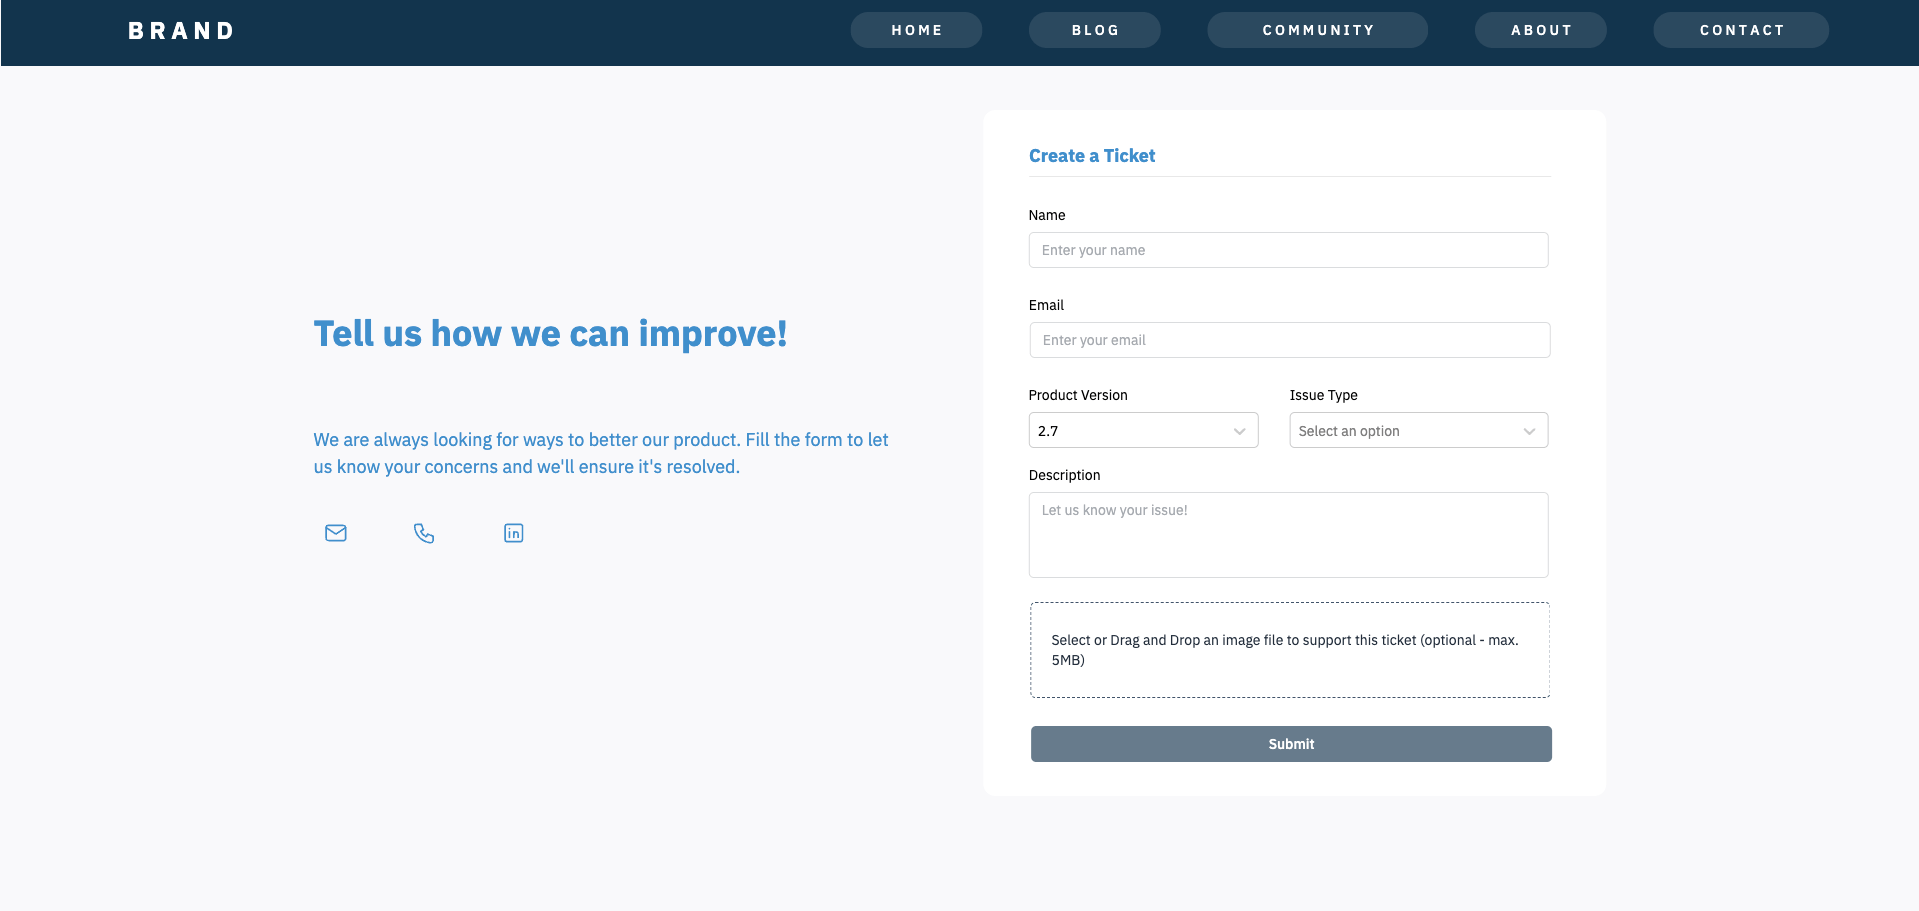 BRAND
HOME
BLOG
COMMUNITY
ABOUT
CONTACT
Tell us how we can improve!
We are always looking for ways to better our product. Fill the form to let
us know your concerns and we'll ensure it's resolved.
in
Create a Ticket
Name
Enter your name
Email
Enter your email
Product Version
Issue Type
2.7
Select an option
Description
Let us know your issue!
Select or Drag and Drop an image file to support this ticket (optional - max.
5MB)
Submit